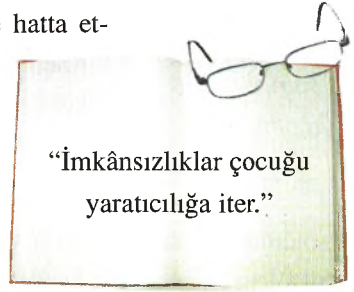 hatta et-
“İmkânsızlıklar çocuğu
yaratıcılığa iter.”